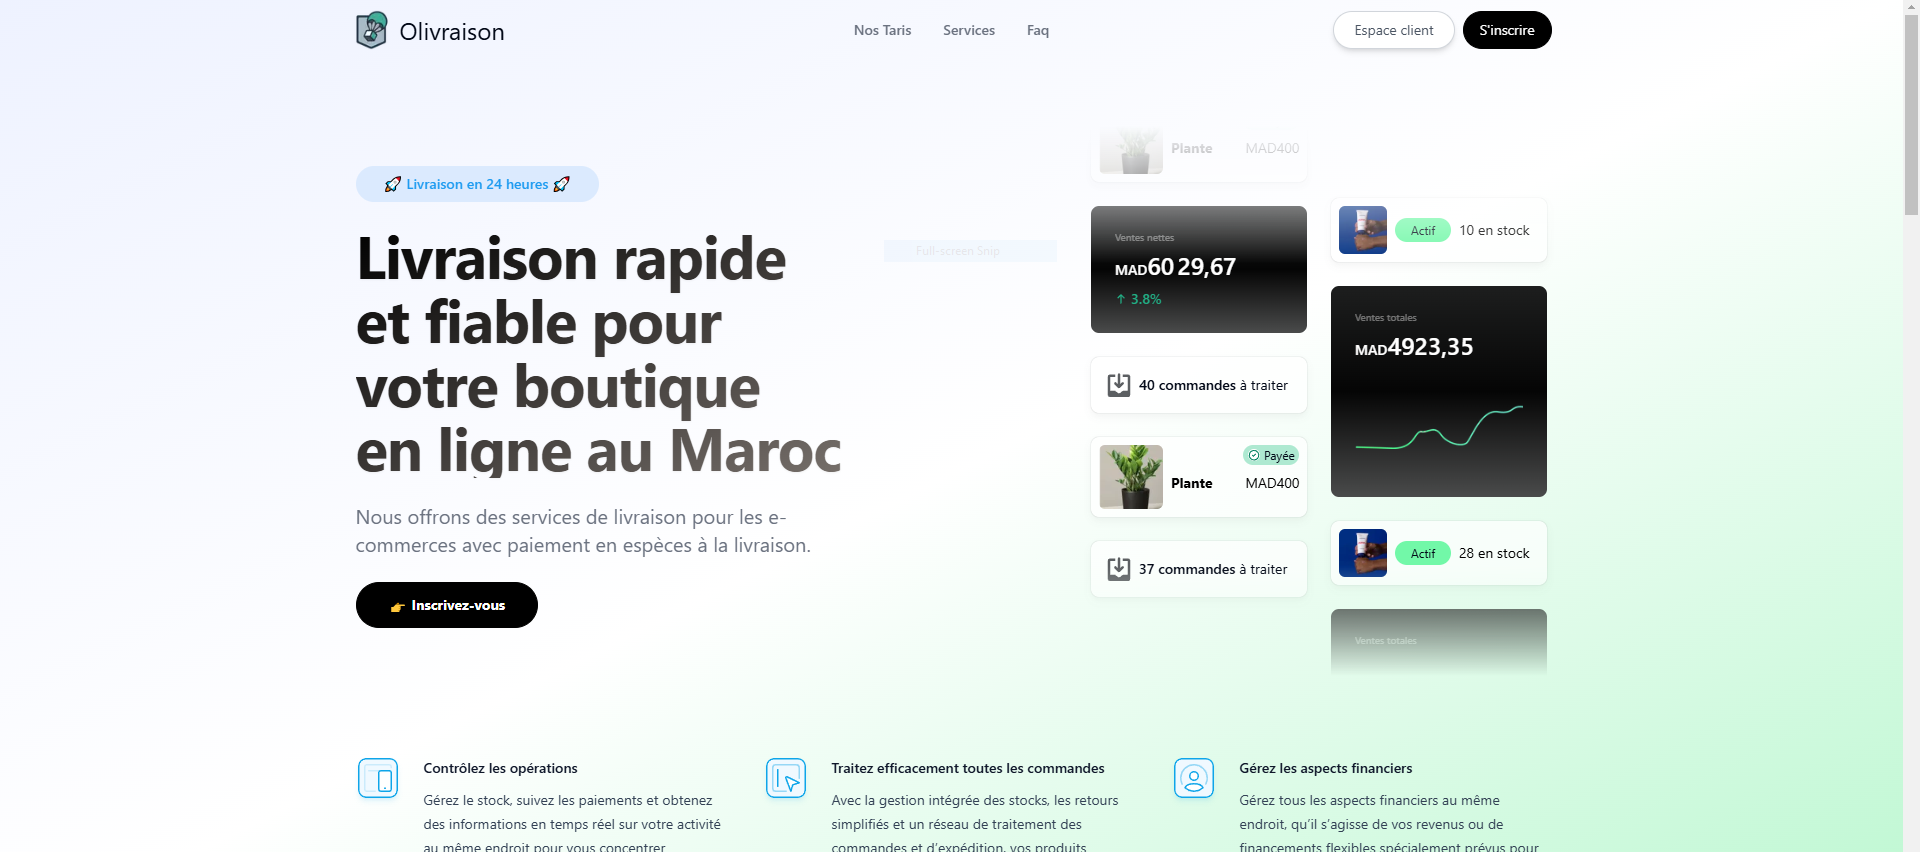 Olivraison
Nos Taris
Services
Faq
Espace client
S'inscrire
Livraison en 24 heures
Livraison rapide
et fiable pour
votre boutique
en ligne au Maroc
Nous offrons des services de livraison pour les e-
commerces avec paiement en espèces à la livraison.
Inscrivez-vous
Full-screen Snip
Plante
MAD400
Ventes nettes
MAD60 29,67
↑ 3.8%
40 commandes à traiter
Payée
Plante
MAD400
37 commandes à traiter
Actif
10 en stock
Ventes totales
MAD4923,35
Actif
28 en stock
Ventes totales
Contrôlez les opérations
Gérez le stock, suivez les paiements et obtenez
des informations en temps réel sur votre activité
au même endroit pour vous concentrer
Traitez efficacement toutes les commandes
Avec la gestion intégrée des stocks, les retours
simplifiés et un réseau de traitement des
commandes et d’expédition, vos produits
Gérez les aspects financiers
Gérez tous les aspects financiers au même
endroit, qu’il s’agisse de vos revenus ou de
financements flexibles spécialement prévus pour